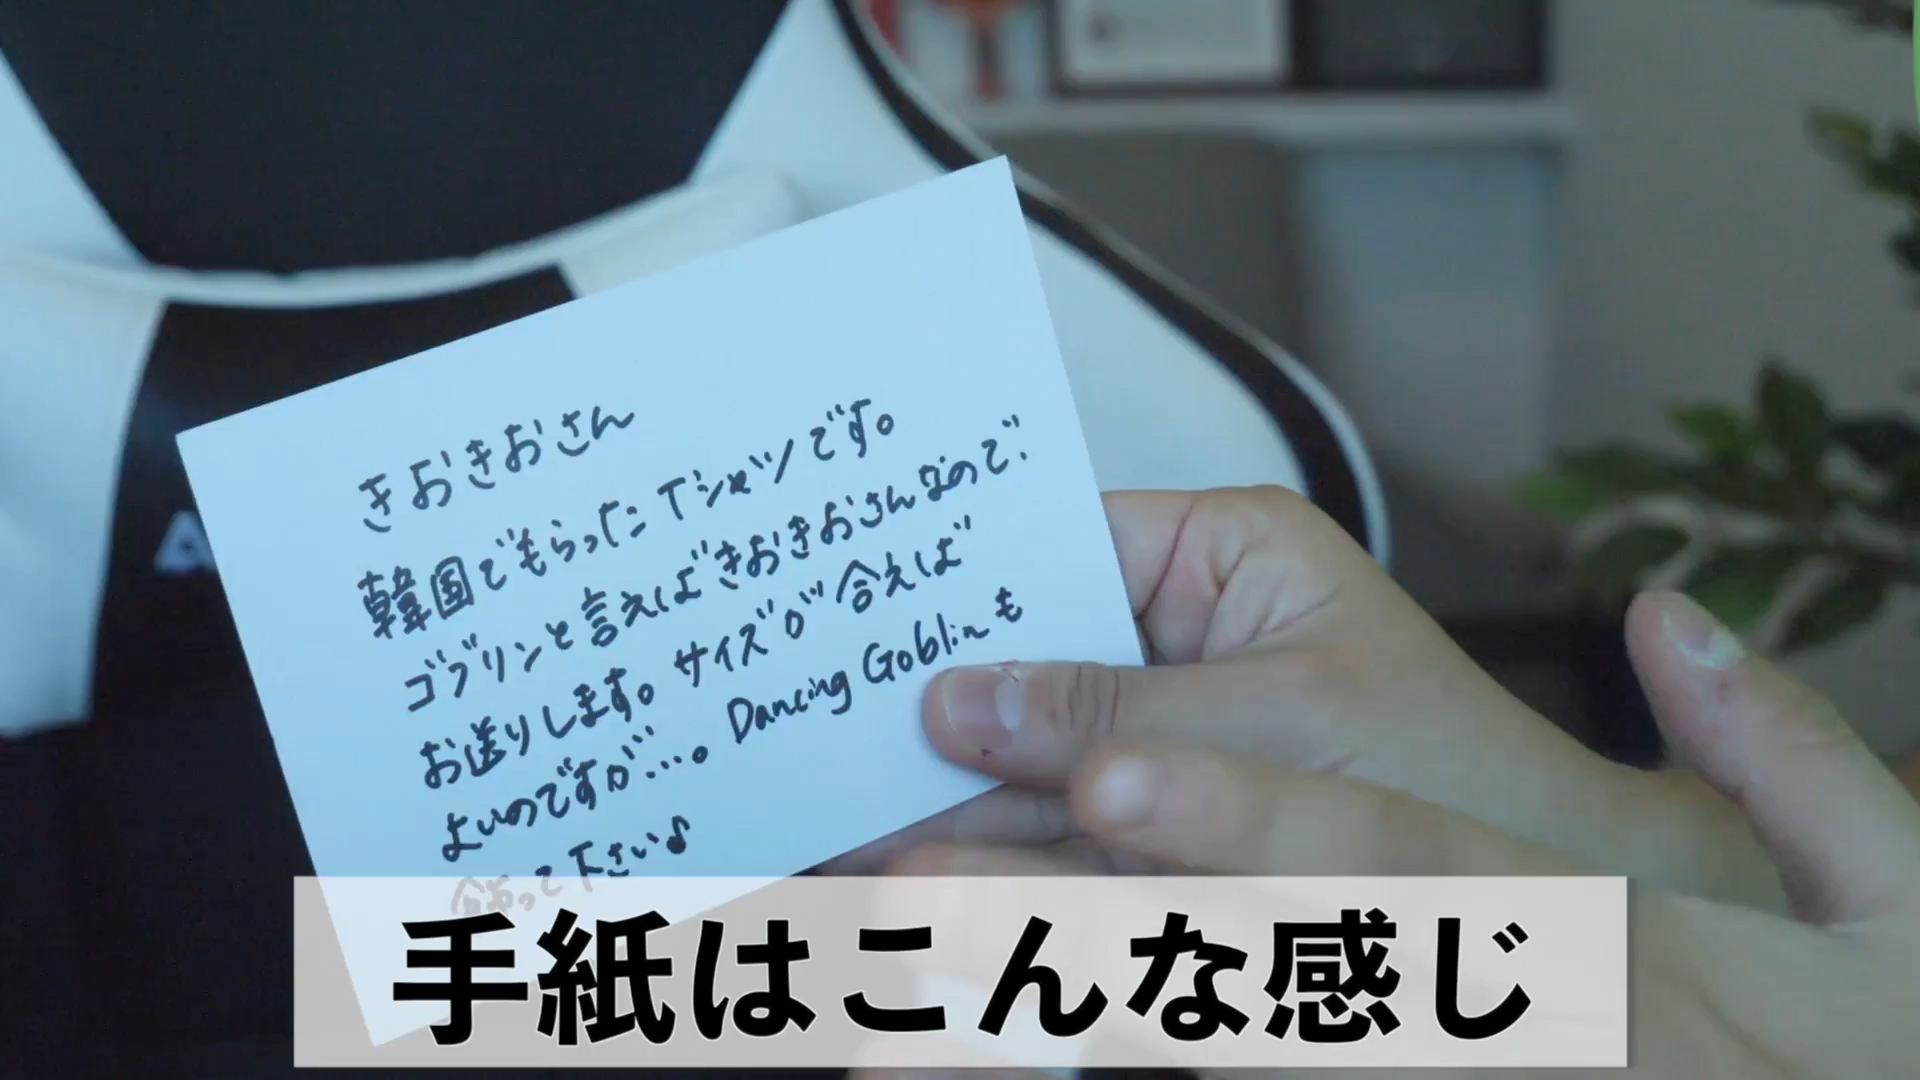 きおきおさん
韓国でもらったTシャツです。
ゴブリンと言えばきおきおさんなので、
お送りします。サイズが合えば
よいのですが…。Dancing Goblinも
下さい♪
手紙はこんな感じ